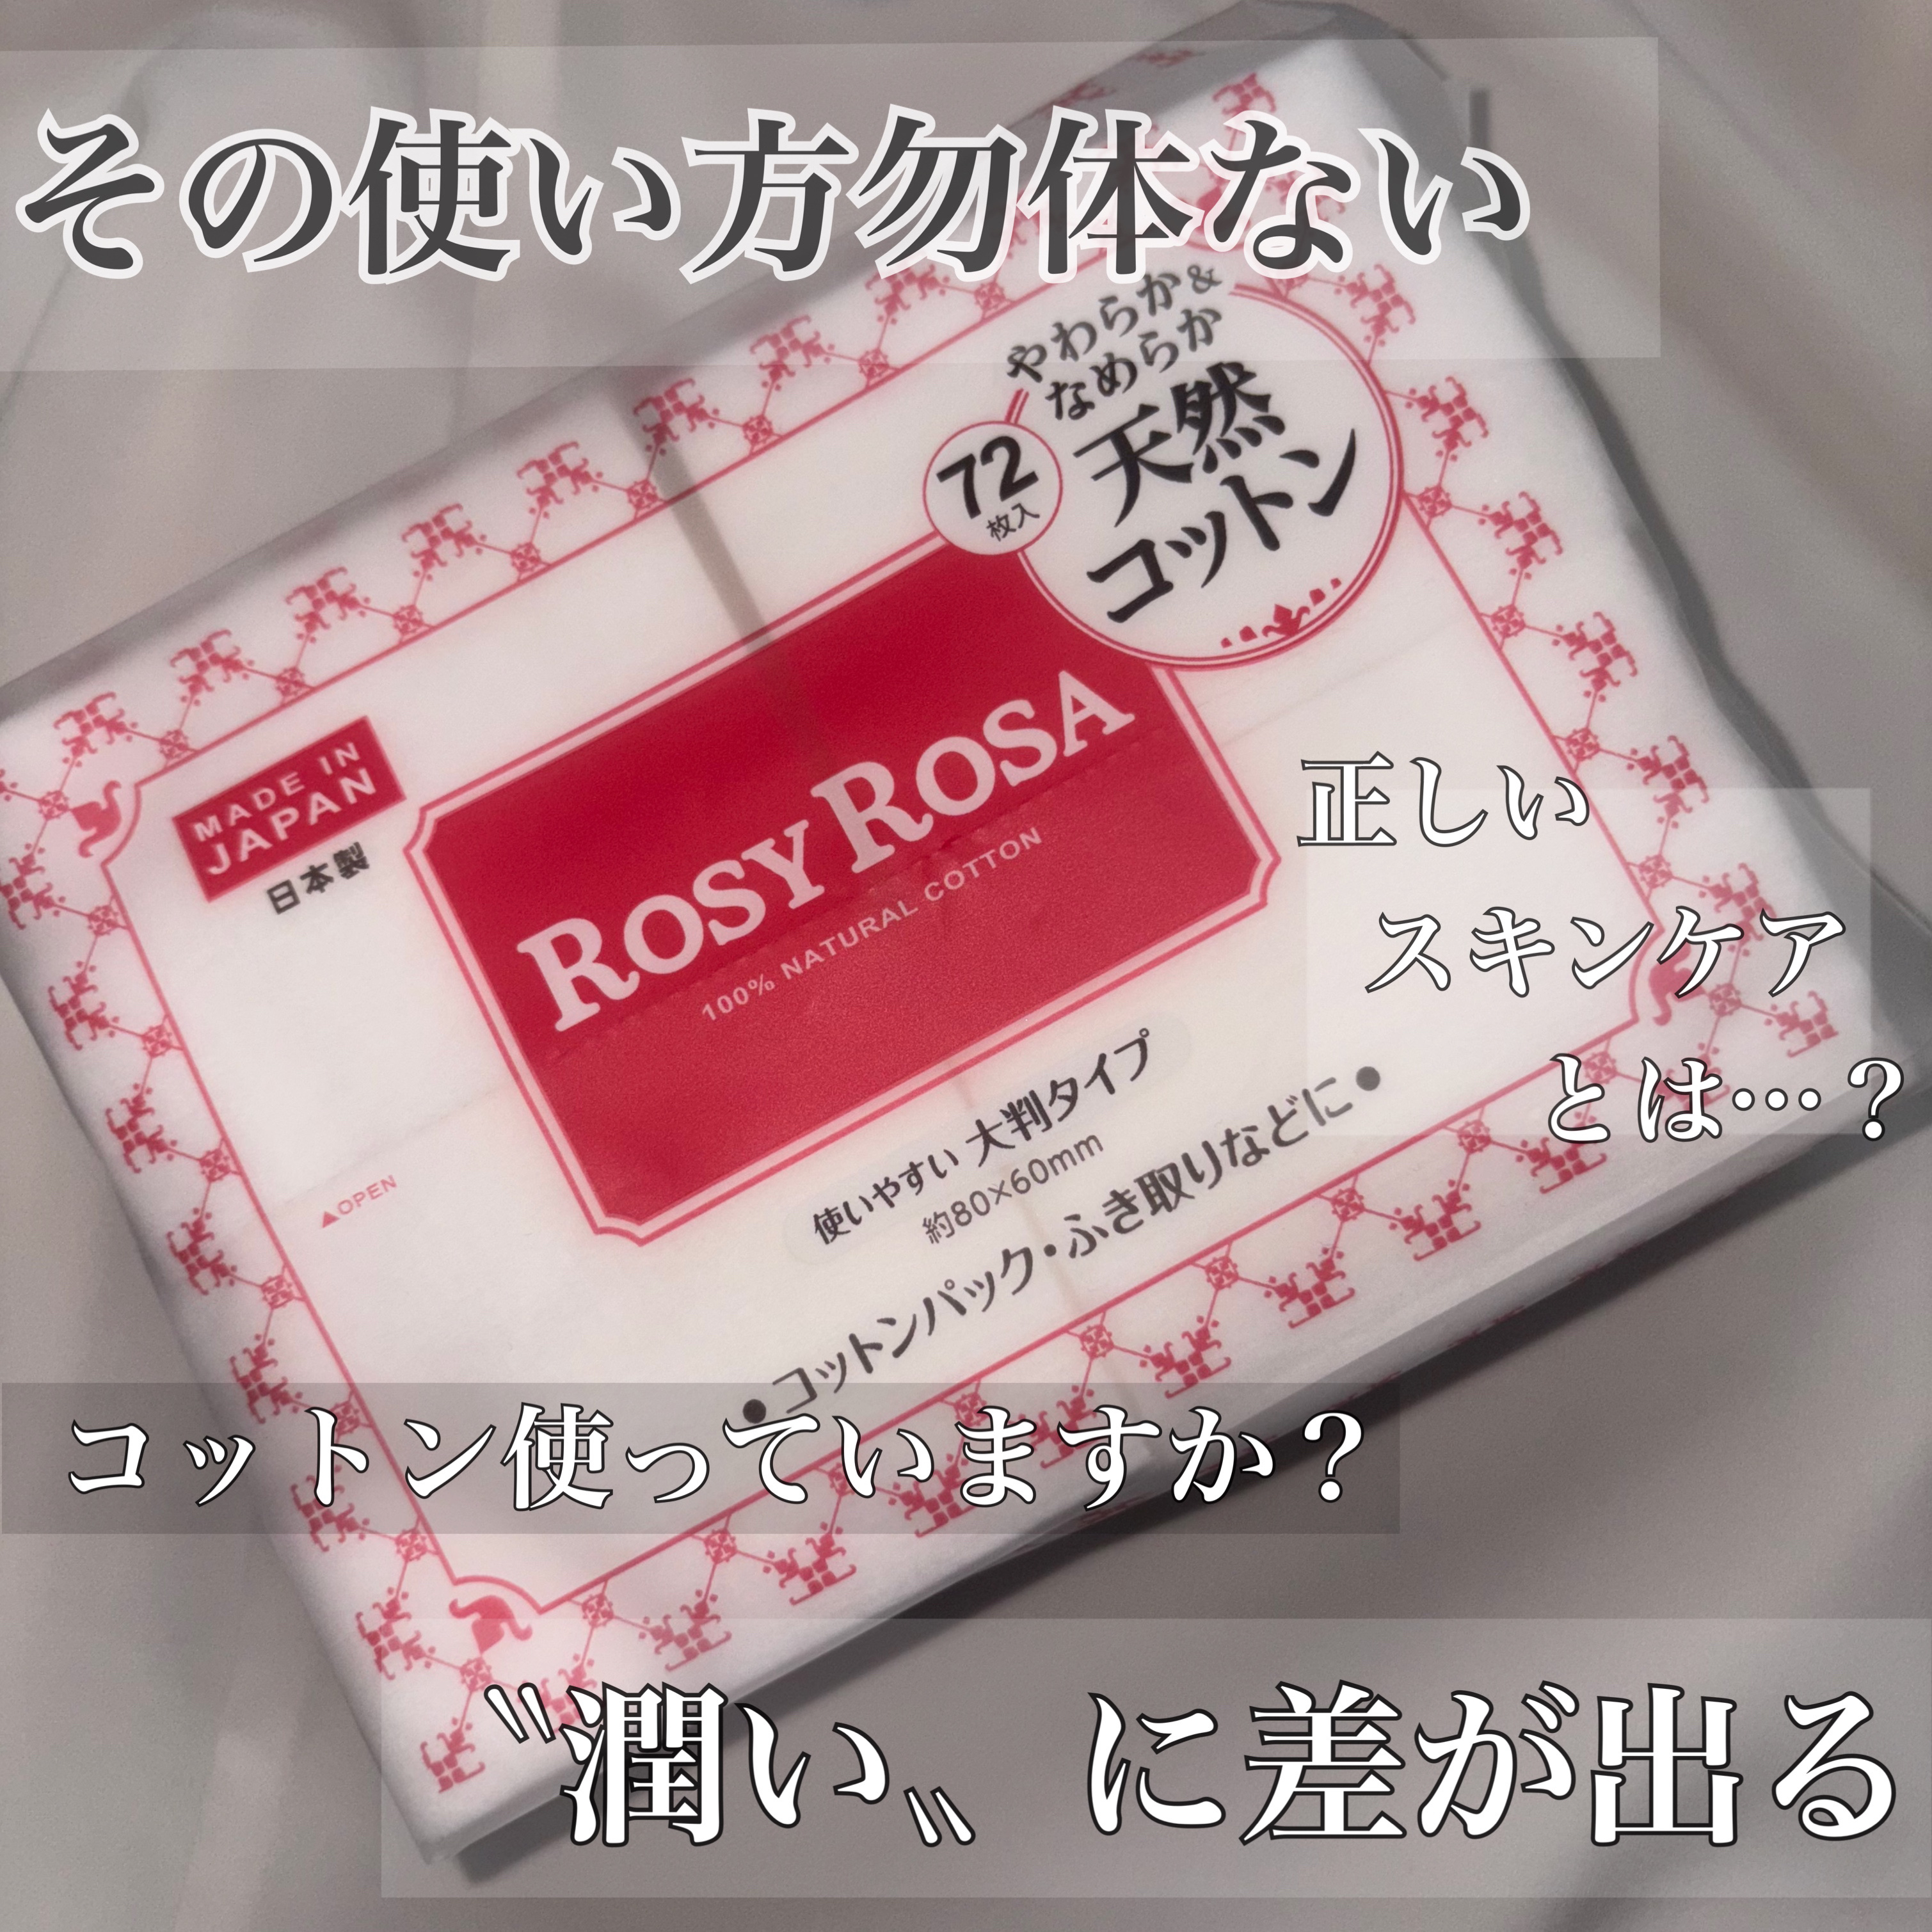 その使い方勿体ない
やわらか&
なめらか
天然
コットン
72
枚入
MADE IN
JAPAN
日本製
ROSY ROSA
100% NATURAL COTTON
正しい
スキンケア
とは…？
使いやすい 大判タイプ
約80×60mm
●コットンパック・ふき取りなどに●
▲OPEN
コットン使っていますか？
〝潤い〟に差が出る